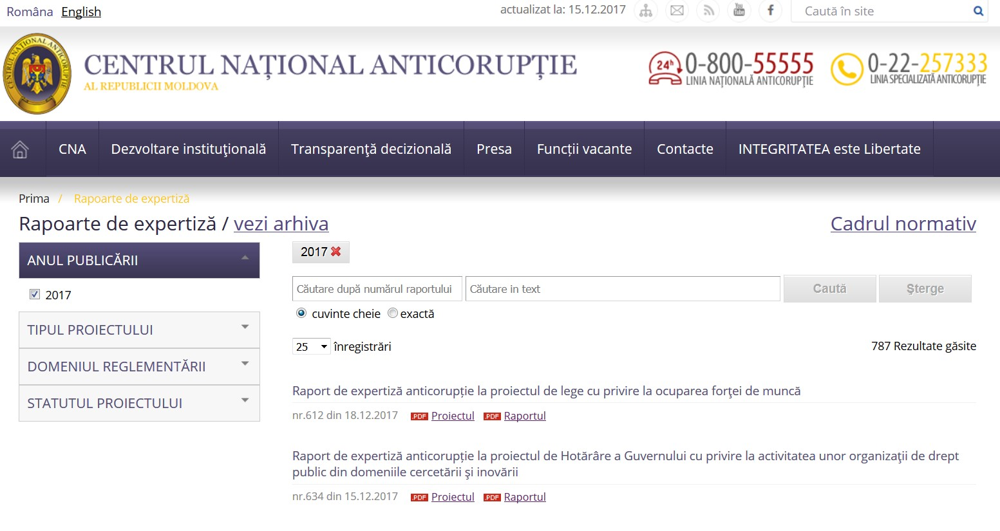 Româna English
actualizat la: 15.12.2017
You Tube
Caută în site
CENTRUL NAȚIONAL ANTICORUPȚIE
CENTRUL NAȚIONAL ANTICORUPȚIE
AL REPUBLICII MOLDOVA
24h 0-800-55555
LINIA NAȚIONALĂ ANTICORUPȚIE
0-22-257333
LINIA SPECIALIZATĂ ANTICORUPȚIE
CNA Dezvoltare instituţională Transparenţă decizională Presa Funcții vacante Contacte INTEGRITATEA este Libertate
Prima / Rapoarte de expertiză
Rapoarte de expertiză / vezi arhiva
Cadrul normativ
ANUL PUBLICĂRII
2017
TIPUL PROIECTULUI
DOMENIUL REGLEMENTĂRII
STATUTUL PROIECTULUI
2017
Căutare după numărul raportului Căutare in text Caută Şterge
cuvinte cheie exactă
25 înregistrări
787 Rezultate găsite
Raport de expertiză anticorupție la proiectul de lege cu privire la ocuparea forţei de muncă
nr.612 din 18.12.2017 .PDF Proiectul .PDF Raportul
Raport de expertiză anticorupție la proiectul de Hotărâre a Guvernului cu privire la activitatea unor organizaţii de drept
public din domeniile cercetării şi inovării
nr.634 din 15.12.2017 .PDF Proiectul .PDF Raportul